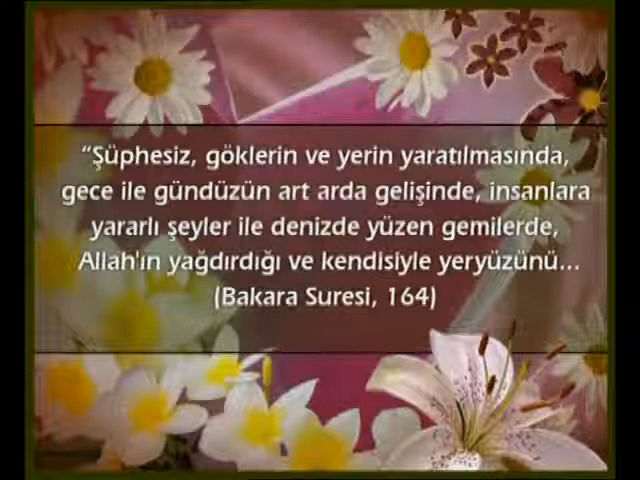 “Şüphesiz, göklerin ve yerin yaratılmasında,
gece ile gündüzün art arda gelişinde, insanlara
yararlı şeyler ile denizde yüzen gemilerde,
Allah'ın yağdırdığı ve kendisiyle yeryüzünü...
(Bakara Suresi, 164)